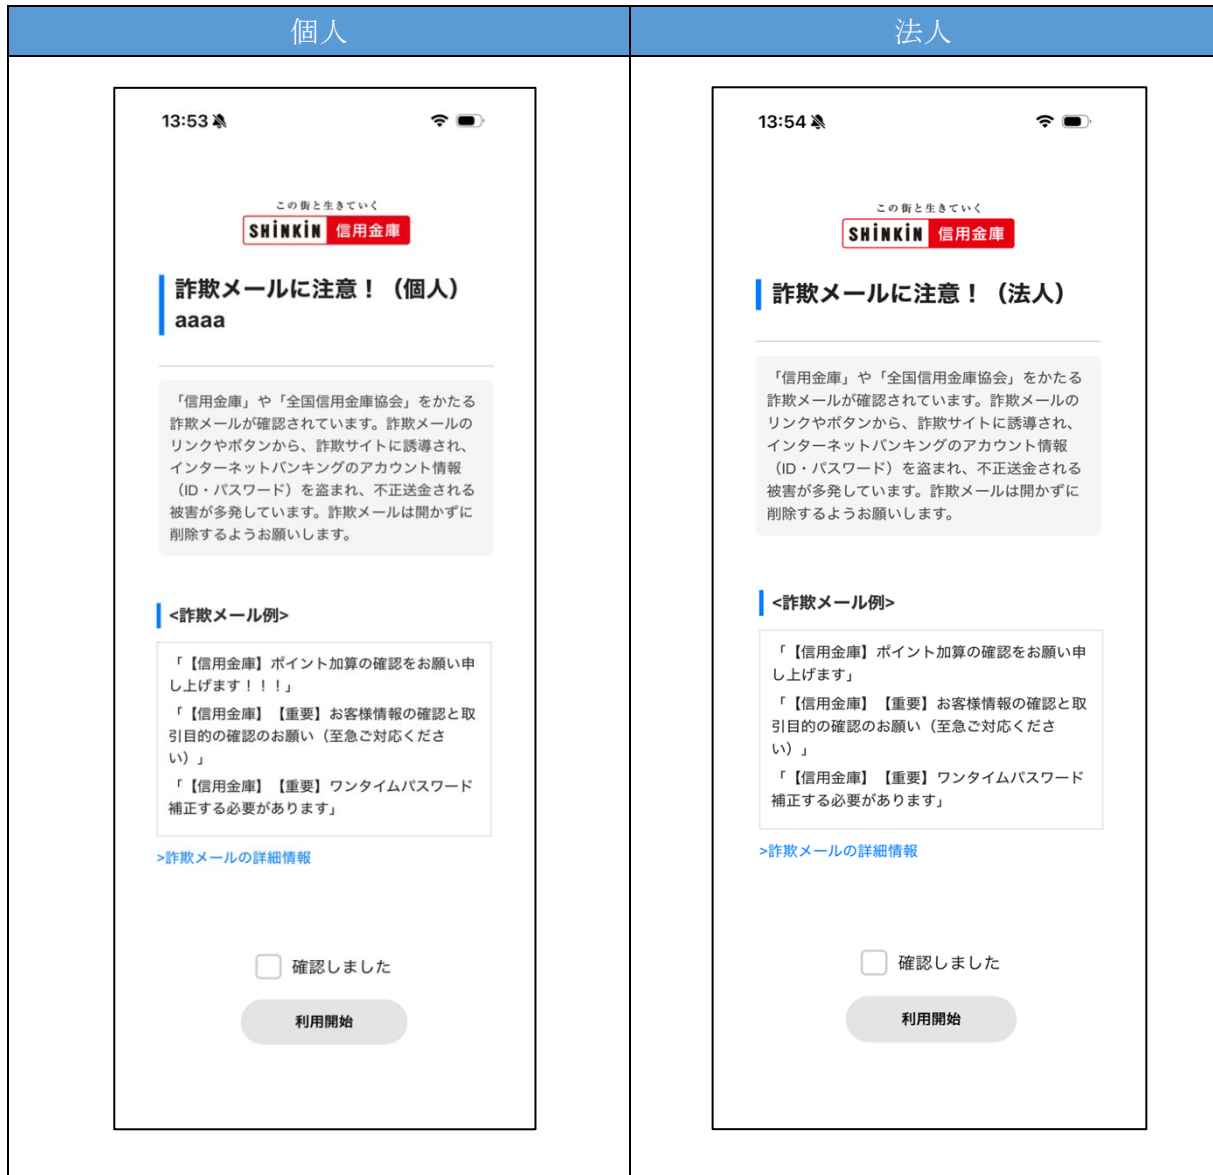 個人
13:53
この街と生きていく
SHINKIN 信用金庫
詐欺メールに注意！（個人）
aaaa
「信用金庫」や「全国信用金庫協会」をかたる
詐欺メールが確認されています。詐欺メールの
リンクやボタンから、詐欺サイトに誘導され、
インターネットバンキングのアカウント情報
（ID・パスワード）を盗まれ、不正送金される
被害が多発しています。詐欺メールは開かずに
削除するようお願いします。
<詐欺メール例>
「【信用金庫】ポイント加算の確認をお願い申
し上げます！！！」
「【信用金庫】【重要】お客様情報の確認と取
引目的の確認のお願い（至急ご対応くださ
い）」
「【信用金庫】【重要】ワンタイムパスワード
補正する必要があります」
>詐欺メールの詳細情報
確認しました
利用開始
法人
13:54
この街と生きていく
SHINKIN 信用金庫
詐欺メールに注意！（法人）
「信用金庫」や「全国信用金庫協会」をかたる
詐欺メールが確認されています。詐欺メールの
リンクやボタンから、詐欺サイトに誘導され、
インターネットバンキングのアカウント情報
（ID・パスワード）を盗まれ、不正送金される
被害が多発しています。詐欺メールは開かずに
削除するようお願いします。
<詐欺メール例>
「【信用金庫】ポイント加算の確認をお願い申
し上げます」
「【信用金庫】【重要】お客様情報の確認と取
引目的の確認のお願い（至急ご対応くださ
い）」
「【信用金庫】【重要】ワンタイムパスワード
補正する必要があります」
>詐欺メールの詳細情報
確認しました
利用開始